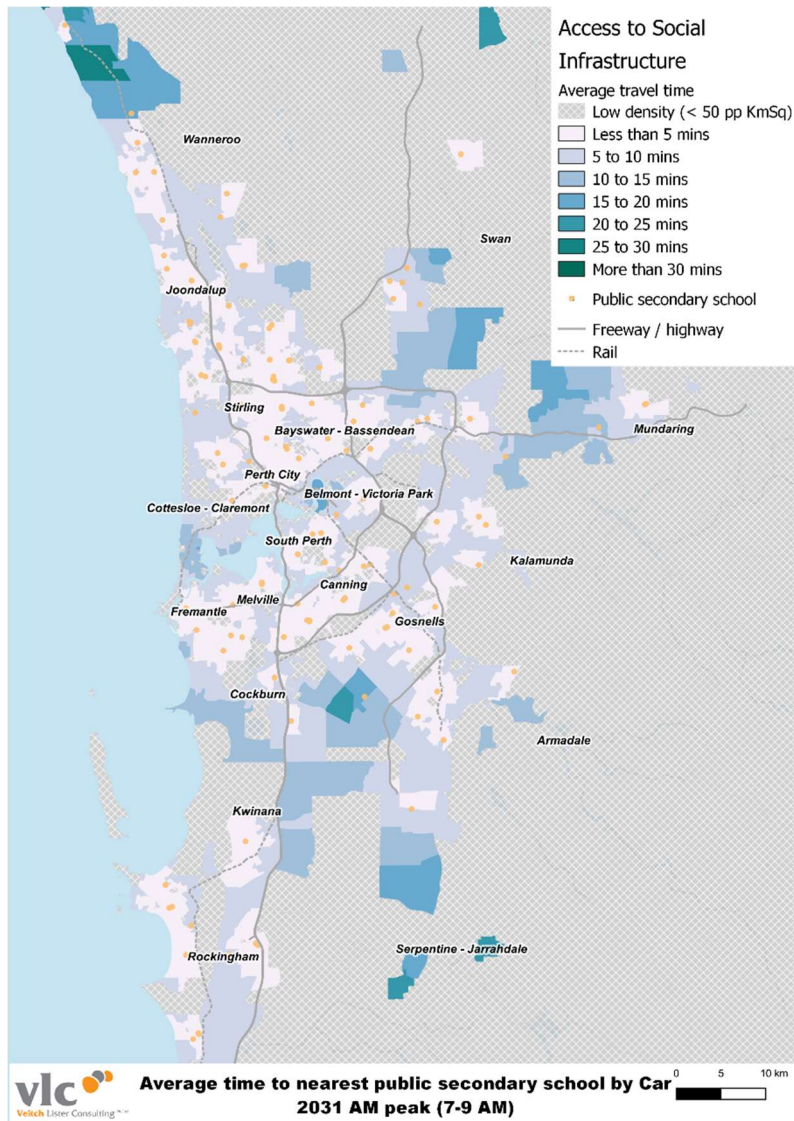 Access to Social
Infrastructure
Average travel time
Low density (< 50 pp KmSq)
Less than 5 mins
5 to 10 mins
10 to 15 mins
15 to 20 mins
20 to 25 mins
25 to 30 mins
More than 30 mins
Public secondary school
Freeway / highway
Rail
Wanneroo
Swan
Joondalup
Stirling
Bayswater - Bassendean
Mundaring
Perth City
Belmont - Victoria Park
Cottesloe - Claremont
South Perth
Kalamunda
Canning
Melville
Fremantle
Gosnells
Cockburn
Armadale
Kwinana
Serpentine - Jarrahdale
Rockingham
vlc
Veitch Lister Consulting
Average time to nearest public secondary school by Car
2031 AM peak (7-9 AM)
0 5 10 km